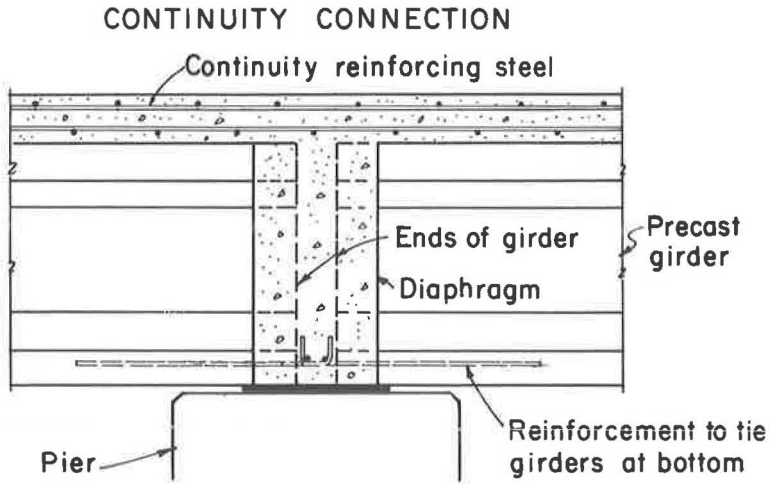 CONTINUITY CONNECTION
Continuity reinforcing steel
Precast
girder
Ends of girder
Diaphragm
Reinforcement to tie
girders at bottom
Pier